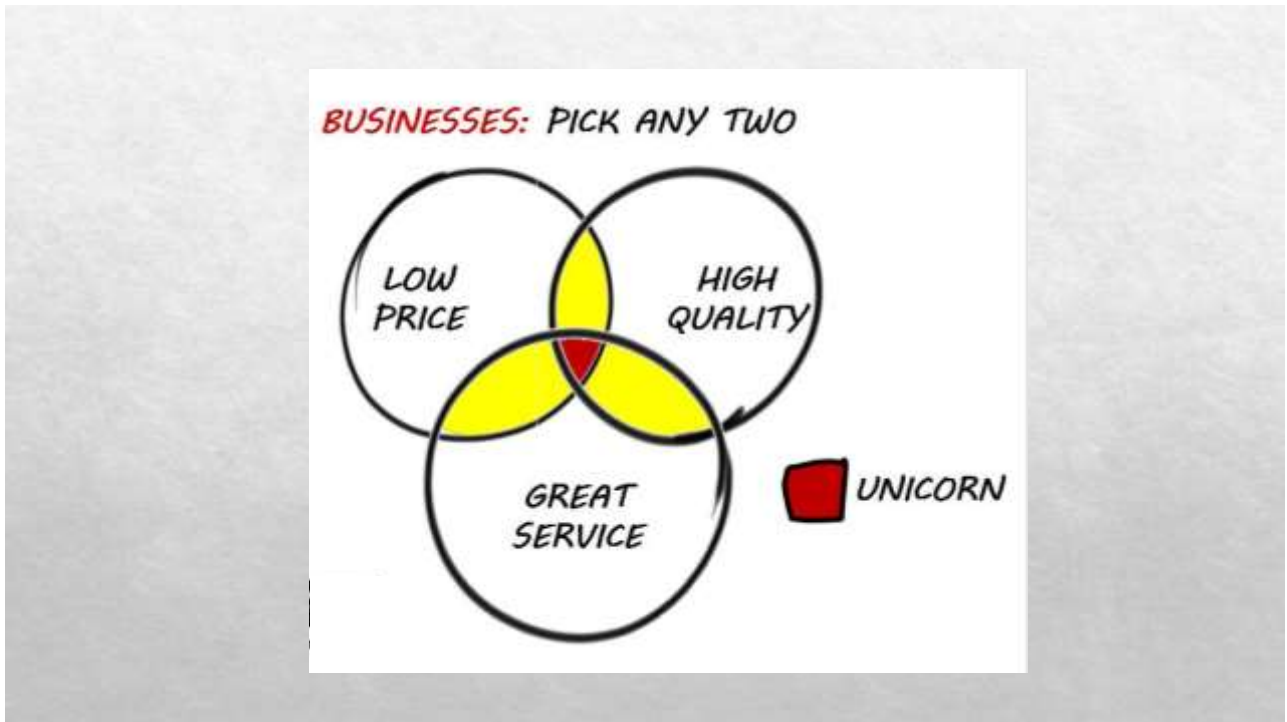 BUSINESSES: PICK ANY TWO
LOW
PRICE
HIGH
QUALITY
GREAT
SERVICE
UNICORN